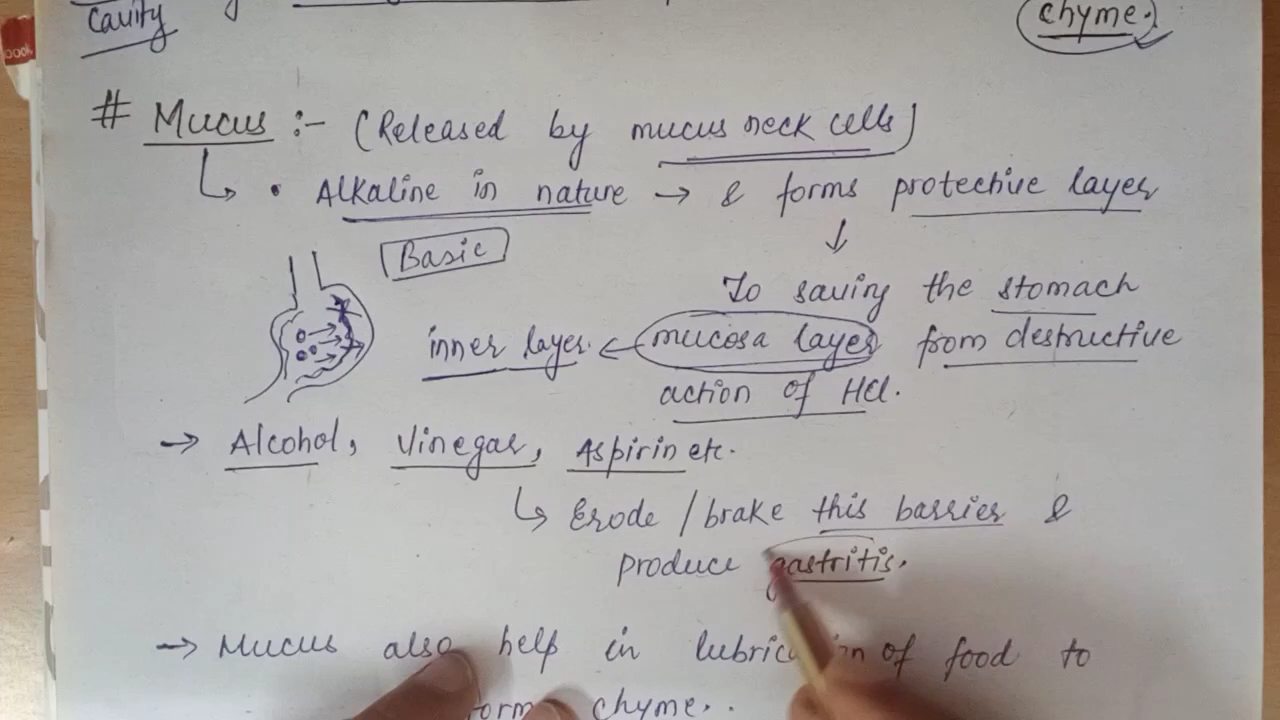 cavity
chyme.
book
# Mucus :- (Released by mucus neck cells)
• Alkaline in nature → & forms protective layer
Basic
To saving the stomach
inner layer. ← mucosa layer from destructive
action of HCl.
→ Alcohol, Vinegar, Aspirin etc.
Erode / brake this barrier &
produce gastritis.
→ Mucus also help in of food to
chyme.